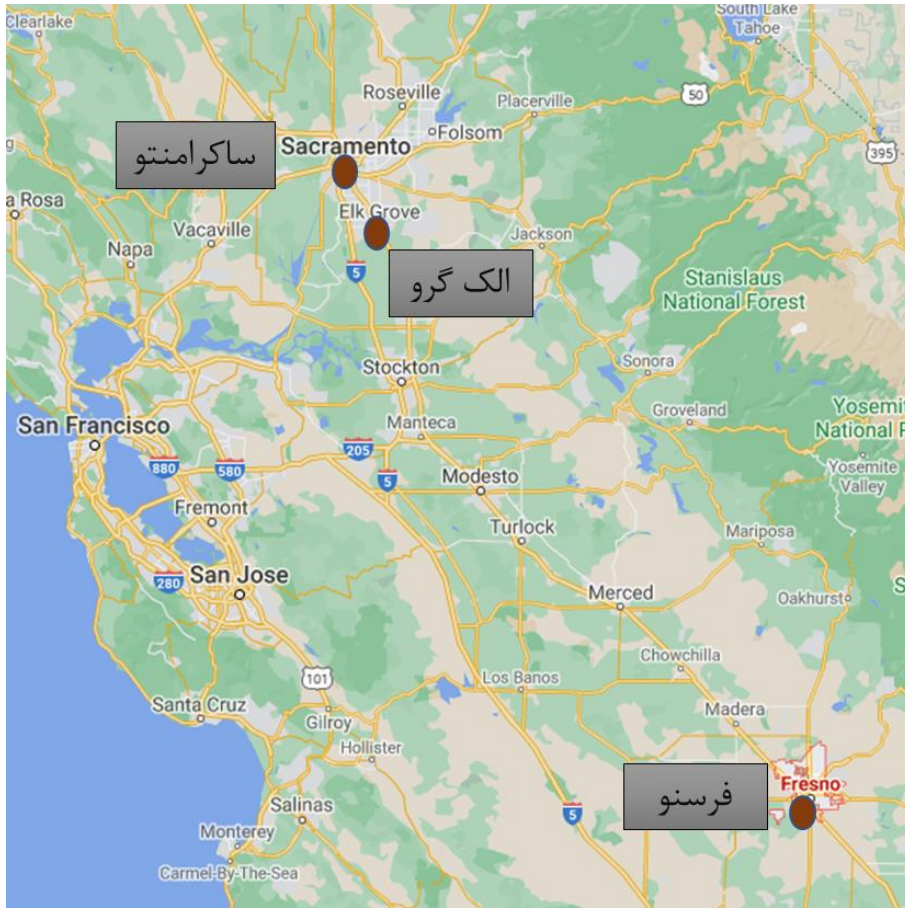 Clearlake
South Lake
Tahoe
Roseville
Placerville
50
Folsom
ساکرامنتو
Sacramento
395
a Rosa
Elk Grove
Vacaville
Napa
Jackson
الک گرو
5
Stanislaus
National Forest
Stockton
Sonora
San Francisco
Manteca
Groveland
Yosemit
National F
205
880
580
5
Modesto
Yosemite
Valley
Fremont
Turlock
Mariposa
280
San Jose
Merced
Oakhurst
S
Chowchilla
101
Los Banos
Santa Cruz
Gilroy
Madera
Hollister
فرسنو
Fresno
Salinas
5
Monterey
Carmel-By-The-Sea